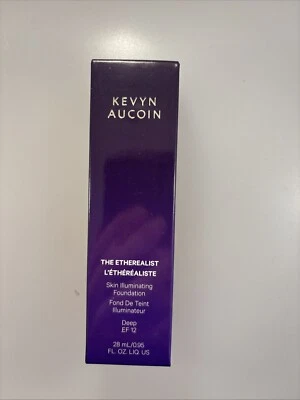 KEVYN
AUCOIN
THE ETHEREALIST
L'ÉTHÉRÉALISTE
Skin Illuminating
Foundation
Fond De Teint
Illuminateur
Deep
EF 12
28 mL/0.95
FL. OZ. LIQ. US